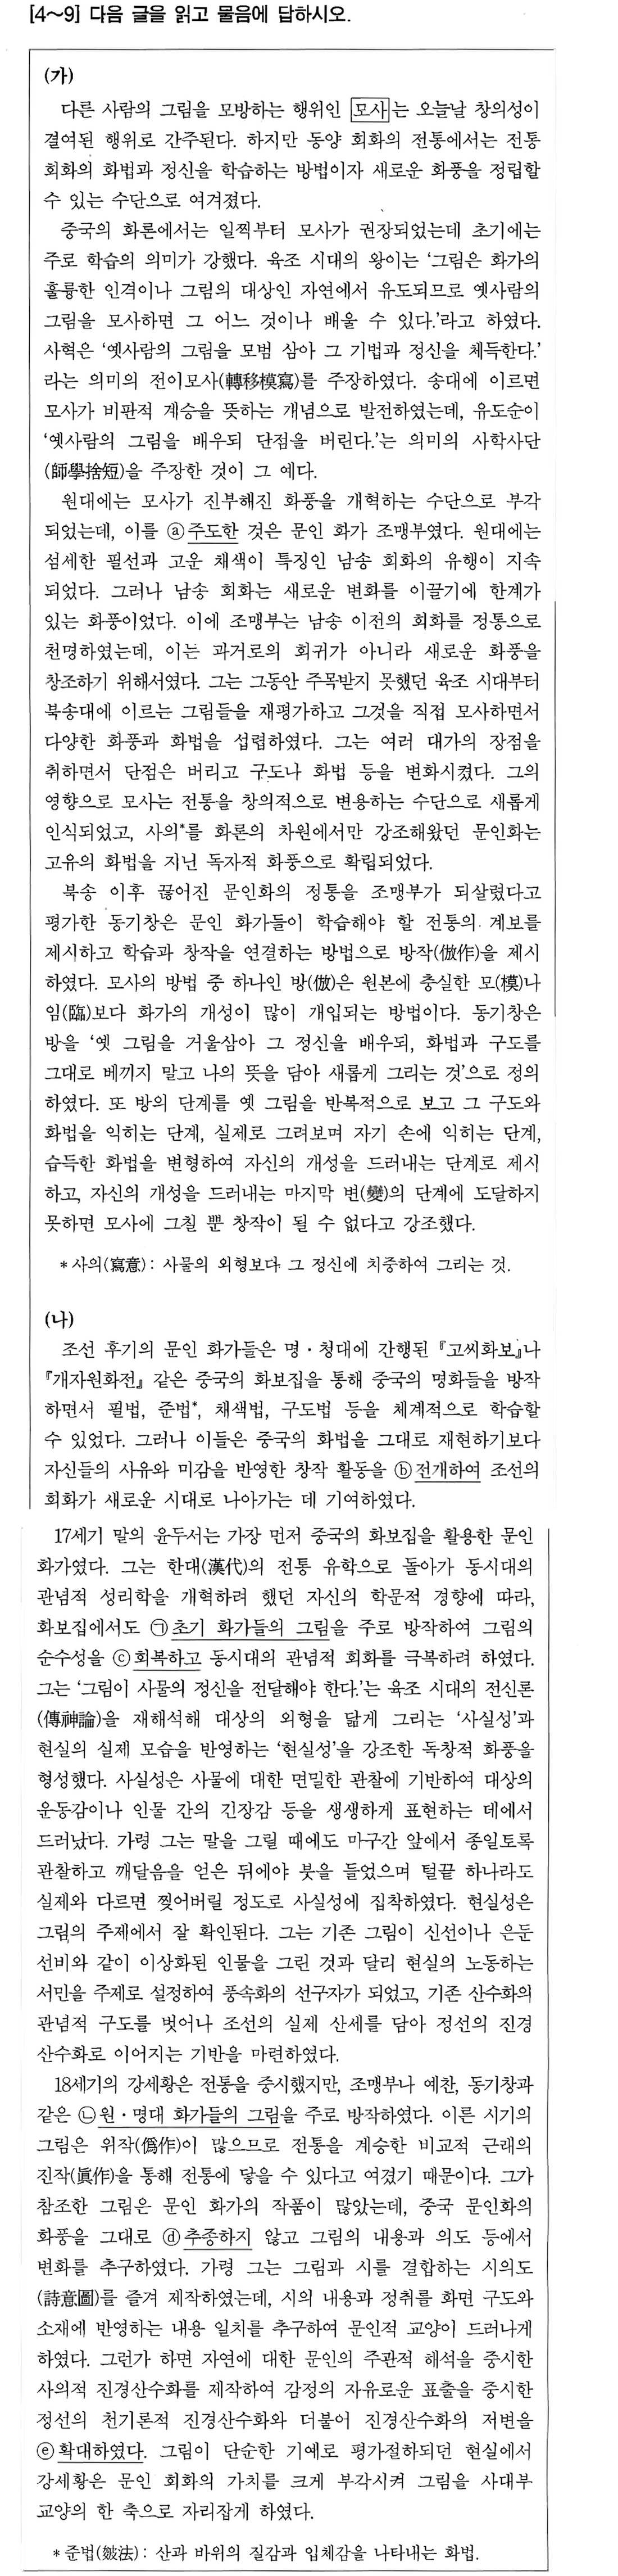 [4~9] 다음 글을 읽고 물음에 답하시오.
(가)
다른 사람의 그림을 모방하는 행위인 모사는 오늘날 창의성이
결여된 행위로 간주된다. 하지만 동양 회화의 전통에서는 전통
회화의 화법과 정신을 학습하는 방법이자 새로운 화풍을 정립할
수 있는 수단으로 여겨졌다.
중국의 화론에서는 일찍부터 모사가 권장되었는데 초기에는
주로 학습의 의미가 강했다. 육조 시대의 왕이는 ‘그림은 화가의
훌륭한 인격이나 그림의 대상인 자연에서 유도되므로 옛사람의
그림을 모사하면 그 어느 것이나 배울 수 있다.’라고 하였다.
사혁은 ‘옛사람의 그림을 모범 삼아 그 기법과 정신을 체득한다.’
라는 의미의 전이모사(轉移模寫)를 주장하였다. 송대에 이르면
모사가 비판적 계승을 뜻하는 개념으로 발전하였는데, 유도순이
‘옛사람의 그림을 배우되 단점을 버린다.’는 의미의 사학사단
(師學捨短)을 주장한 것이 그 예다.
원대에는 모사가 진부해진 화풍을 개혁하는 수단으로 부각
되었는데, 이를 ⓐ주도한 것은 문인 화가 조맹부였다. 원대에는
섬세한 필선과 고운 채색이 특징인 남송 회화의 유행이 지속
되었다. 그러나 남송 회화는 새로운 변화를 이끌기에 한계가
있는 화풍이었다. 이에 조맹부는 남송 이전의 회화를 정통으로
천명하였는데, 이는 과거로의 회귀가 아니라 새로운 화풍을
창조하기 위해서였다. 그는 그동안 주목받지 못했던 육조 시대부터
북송대에 이르는 그림들을 재평가하고 그것을 직접 모사하면서
다양한 화풍과 화법을 섭렵하였다. 그는 여러 대가의 장점을
취하면서 단점은 버리고 구도나 화법 등을 변화시켰다. 그의
영향으로 모사는 전통을 창의적으로 변용하는 수단으로 새롭게
인식되었고, 사의*를 화론의 차원에서만 강조해왔던 문인화는
고유의 화법을 지닌 독자적 화풍으로 확립되었다.
북송 이후 끊어진 문인화의 정통을 조맹부가 되살렸다고
평가한 동기창은 문인 화가들이 학습해야 할 전통의 계보를
제시하고 학습과 창작을 연결하는 방법으로 방작(倣作)을 제시
하였다. 모사의 방법 중 하나인 방(倣)은 원본에 충실한 모(模)나
임(臨)보다 화가의 개성이 많이 개입되는 방법이다. 동기창은
방을 ‘옛 그림을 거울삼아 그 정신을 배우되, 화법과 구도를
그대로 베끼지 말고 나의 뜻을 담아 새롭게 그리는 것’으로 정의
하였다. 또 방의 단계를 옛 그림을 반복적으로 보고 그 구도와
화법을 익히는 단계, 실제로 그려보며 자기 손에 익히는 단계,
습득한 화법을 변형하여 자신의 개성을 드러내는 단계로 제시
하고, 자신의 개성을 드러내는 마지막 변(變)의 단계에 도달하지
못하면 모사에 그칠 뿐 창작이 될 수 없다고 강조했다.
*사의(寫意): 사물의 외형보다 그 정신에 치중하여 그리는 것.
(나)
조선 후기의 문인 화가들은 명·청대에 간행된 『고씨화보』나
『개자원화전』 같은 중국의 화보집을 통해 중국의 명화들을 방작
하면서 필법, 준법*, 채색법, 구도법 등을 체계적으로 학습할
수 있었다. 그러나 이들은 중국의 화법을 그대로 재현하기보다
자신들의 사유와 미감을 반영한 창작 활동을 ⓑ전개하여 조선의
회화가 새로운 시대로 나아가는 데 기여하였다.
17세기 말의 윤두서는 가장 먼저 중국의 화보집을 활용한 문인
화가였다. 그는 한대(漢代)의 전통 유학으로 돌아가 동시대의
관념적 성리학을 개혁하려 했던 자신의 학문적 경향에 따라,
화보집에서도 ㉠초기 화가들의 그림을 주로 방작하여 그림의
순수성을 ⓒ회복하고 동시대의 관념적 회화를 극복하려 하였다.
그는 ‘그림이 사물의 정신을 전달해야 한다.’는 육조 시대의 전신론
(傳神論)을 재해석해 대상의 외형을 닮게 그리는 ‘사실성’과
현실의 실제 모습을 반영하는 ‘현실성’을 강조한 독창적 화풍을
형성했다. 사실성은 사물에 대한 면밀한 관찰에 기반하여 대상의
운동감이나 인물 간의 긴장감 등을 생생하게 표현하는 데에서
드러났다. 가령 그는 말을 그릴 때에도 마구간 앞에서 종일토록
관찰하고 깨달음을 얻은 뒤에야 붓을 들었으며 털끝 하나라도
실제와 다르면 찢어버릴 정도로 사실성에 집착하였다. 현실성은
그림의 주제에서 잘 확인된다. 그는 기존 그림이 신선이나 은둔
선비와 같이 이상화된 인물을 그린 것과 달리 현실의 노동하는
서민을 주제로 설정하여 풍속화의 선구자가 되었고, 기존 산수화의
관념적 구도를 벗어나 조선의 실제 산세를 담아 정선의 진경
산수화로 이어지는 기반을 마련하였다.
18세기의 강세황은 전통을 중시했지만, 조맹부나 예찬, 동기창과
같은 ㉡원·명대 화가들의 그림을 주로 방작하였다. 이른 시기의
그림은 위작(僞作)이 많으므로 전통을 계승한 비교적 근래의
진작(眞作)을 통해 전통에 닿을 수 있다고 여겼기 때문이다. 그가
참조한 그림은 문인 화가의 작품이 많았는데, 중국 문인화의
화풍을 그대로 ⓓ추종하지 않고 그림의 내용과 의도 등에서
변화를 추구하였다. 가령 그는 그림과 시를 결합하는 시의도
(詩意圖)를 즐겨 제작하였는데, 시의 내용과 정취를 화면 구도와
소재에 반영하는 내용 일치를 추구하여 문인적 교양이 드러나게
하였다. 그런가 하면 자연에 대한 문인의 주관적 해석을 중시한
사의적 진경산수화를 제작하여 감정의 자유로운 표출을 중시한
정선의 천기론적 진경산수화와 더불어 진경산수화의 저변을
ⓔ확대하였다. 그림이 단순한 기예로 평가절하되던 현실에서
강세황은 문인 회화의 가치를 크게 부각시켜 그림을 사대부
교양의 한 축으로 자리잡게 하였다.
*준법(皴法): 산과 바위의 질감과 입체감을 나타내는 화법.